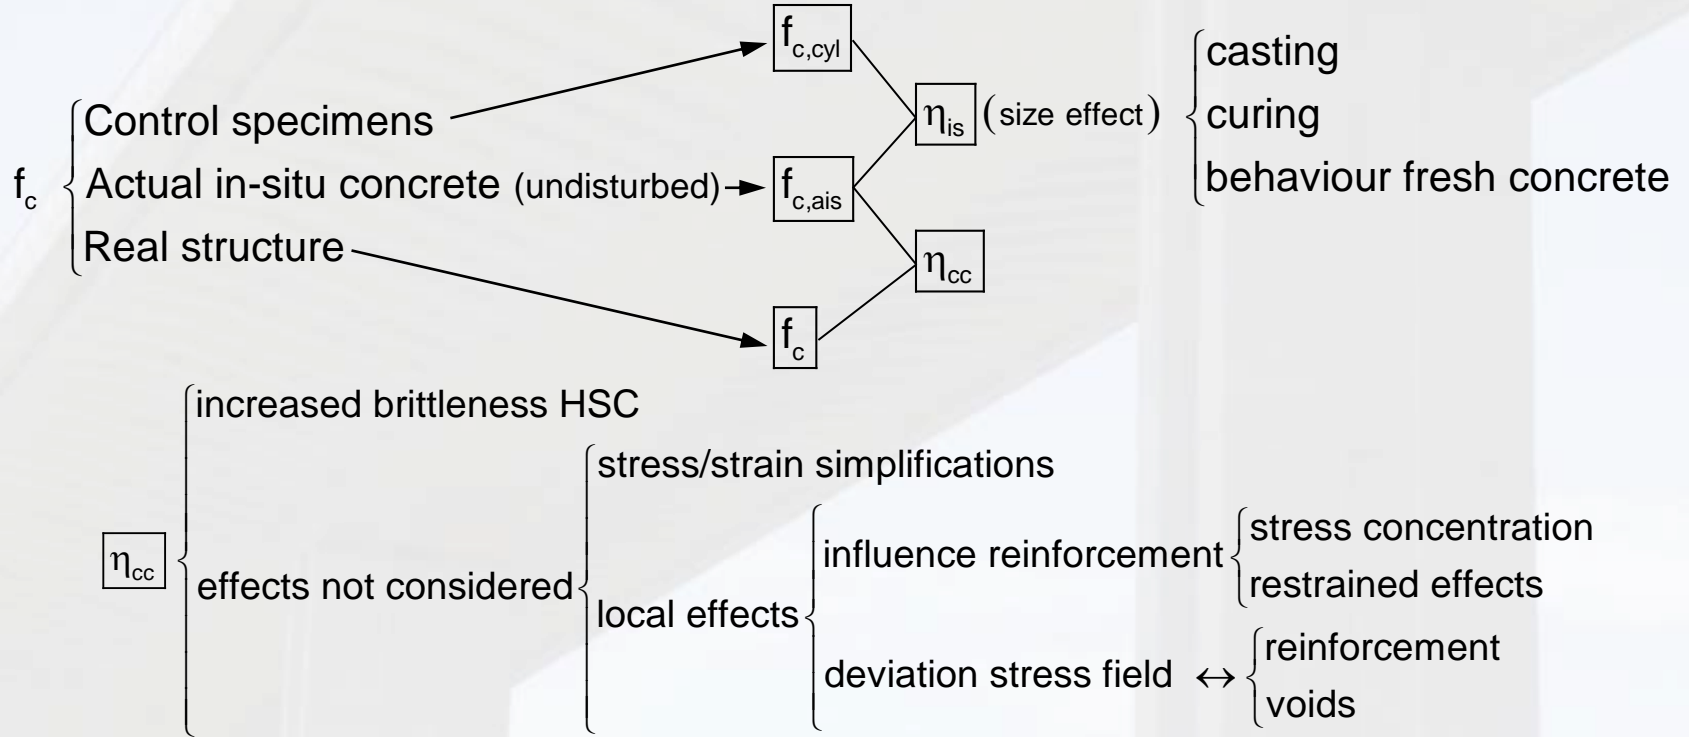 f_c,cyl
casting
Control specimens
η_is (size effect)
curing
f_c
Actual in-situ concrete (undisturbed)
f_c,ais
behaviour fresh concrete
Real structure
η_cc
f_c
increased brittleness HSC
stress/strain simplifications
η_cc
effects not considered
influence reinforcement
stress concentration
restrained effects
local effects
deviation stress field ↔
reinforcement
voids